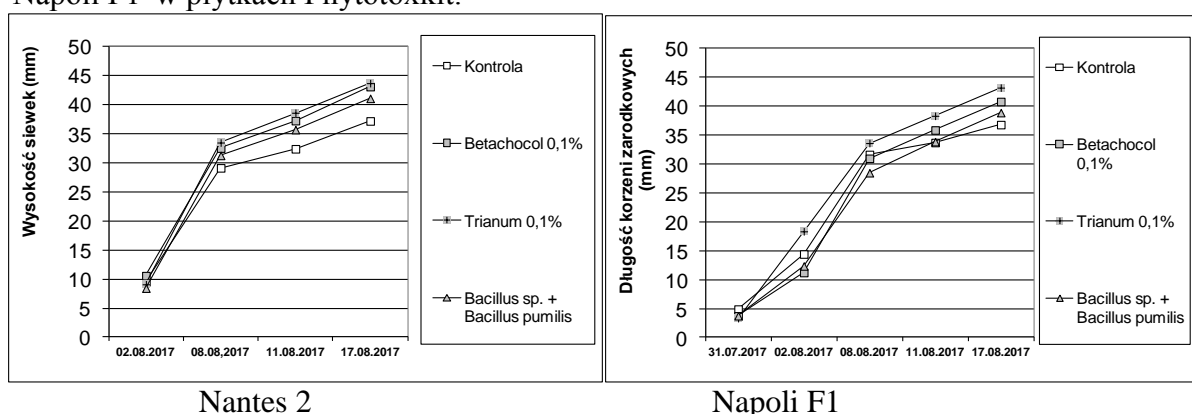 Napoli F1 w płytkach Phytotoxkit.
Wysokość siewek (mm)
50
45
40
35
30
25
20
15
10
5
0
02.08.2017 08.08,2017 11.08.2017 17.08.2017
Kontrola
Betachocol 0,1%
Trianum 0,1%
Bacillus sp. +
Bacillus pumilis
Długość korzeni zarodkowych
(mm)
50
45
40
35
30
25
20
15
10
5
0
31.07.2017 02.08.2017 08.08.2017 11.08.2017 17.08.2017
Kontrola
Betachocol
0,1%
Trianum 0,1%
Bacillus sp. +
Bacillus pumilis
Nantes 2 Napoli F1